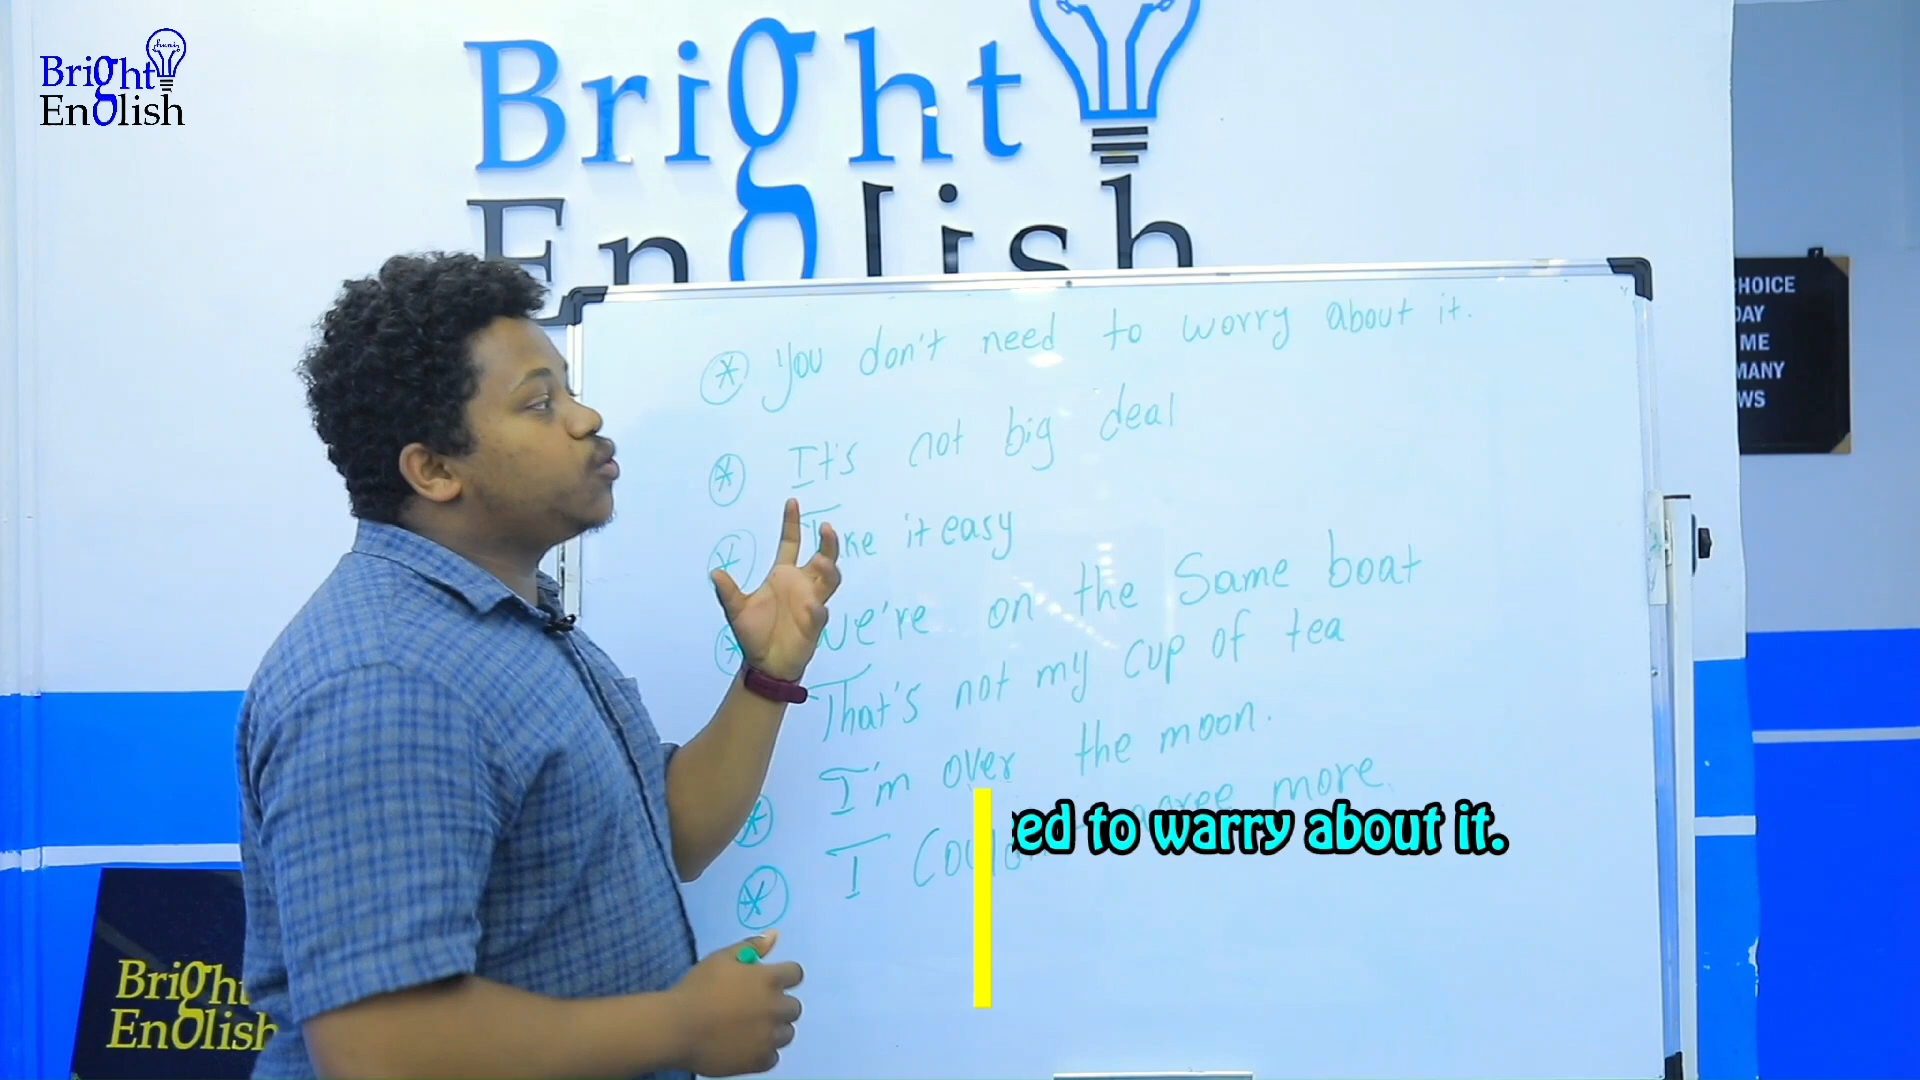 Bright
English
Bright
English
CHOICE
DAY
ME
MANY
WS
* You don't need to worry about it.
* It's not big deal
* Take it easy
* We're on the same boat
That's not my cup of tea
* I'm over the moon.
* I agree more.
ed to warry about it.
Bright
English